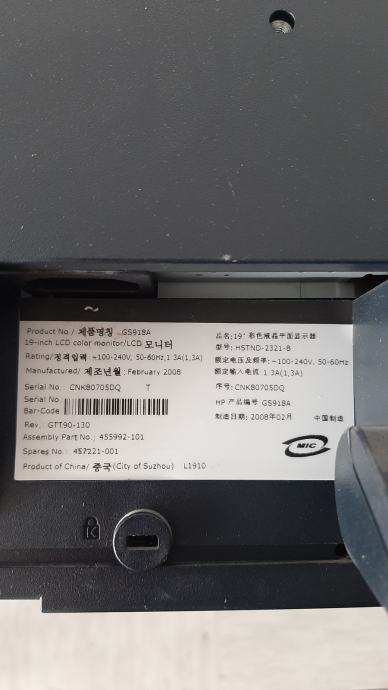 Product No./ 제품명칭 : GS918A
19-inch LCD color monitor/LCD 모니터
Rating/정격입력 : ~100-240V, 50-60Hz,1.3A(1,3A)
Manufactured/ 제조년월: February 2008
Serial No.: CNK80705DQ T
Serial No.
Bar-Code
Rev.: GTT90-130
Assembly Part No.: 455992-101
Spares No.: 457221-001
Product of China/ 중국(City of Suzhou) L1910
品名:19" 彩色液晶平面显示器
型号: HSTND-2321-B
额定电压及频率: ~100-240V, 50-60Hz
额定输入电流: 1.3A(1,3A)
序号: CNK80705DQ
HP 产品编号 GS918A
制造日期: 2008年02月 中国制造
MIC
K